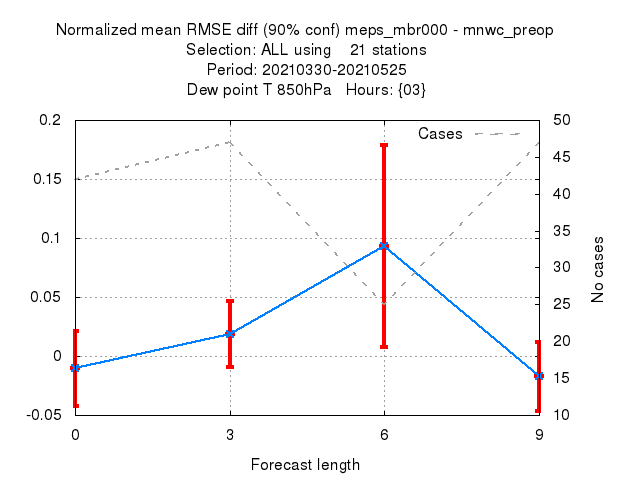 Normalized mean RMSE diff (90% conf) meps_mbr000 - mnwc_preop
Selection: ALL using 21 stations
Period: 20210330-20210525
Dew point T 850hPa Hours: {03}
Cases
0.2
0.15
0.1
0.05
0
-0.05
50
45
40
35
30
25
20
15
10
No cases
0 3 6 9
Forecast length